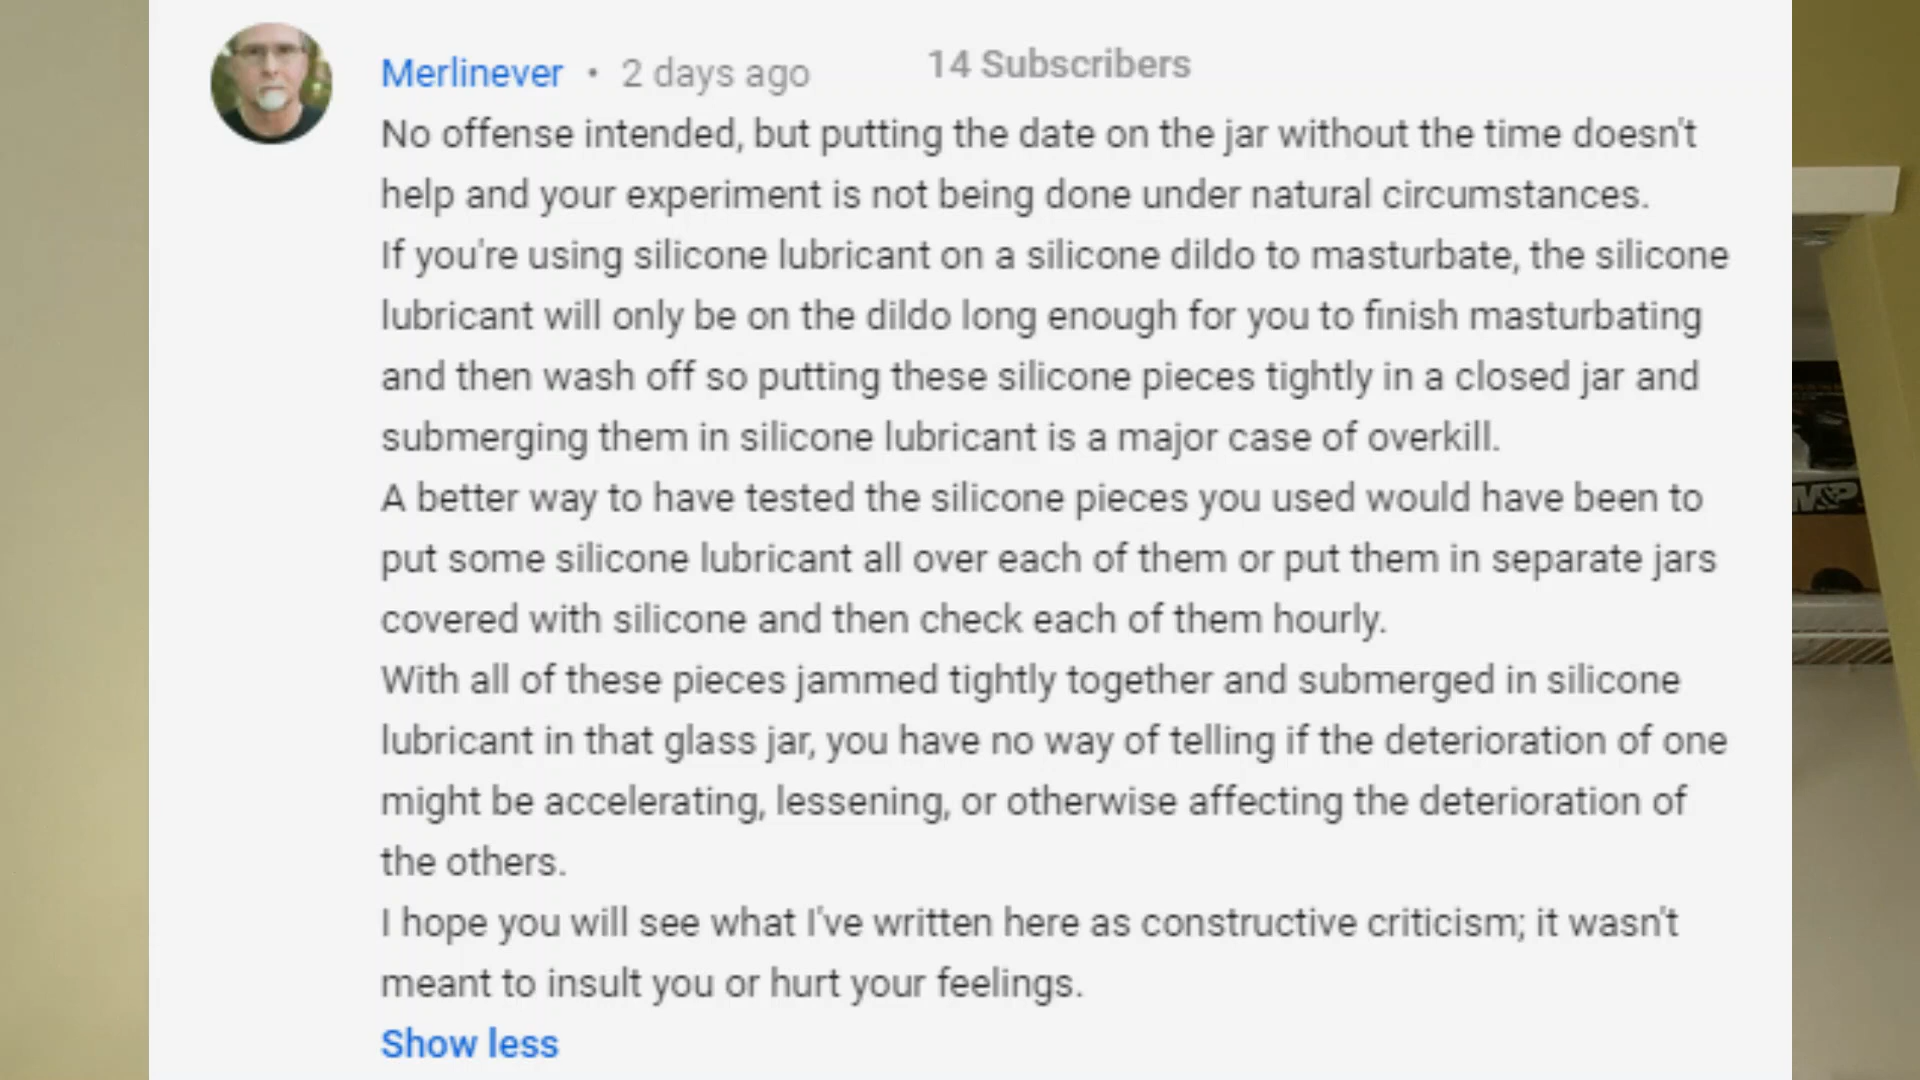 Merlinever • 2 days ago 14 Subscribers
No offense intended, but putting the date on the jar without the time doesn't
help and your experiment is not being done under natural circumstances.
If you're using silicone lubricant on a silicone dildo to masturbate, the silicone
lubricant will only be on the dildo long enough for you to finish masturbating
and then wash off so putting these silicone pieces tightly in a closed jar and
submerging them in silicone lubricant is a major case of overkill.
A better way to have tested the silicone pieces you used would have been to
put some silicone lubricant all over each of them or put them in separate jars
covered with silicone and then check each of them hourly.
With all of these pieces jammed tightly together and submerged in silicone
lubricant in that glass jar, you have no way of telling if the deterioration of one
might be accelerating, lessening, or otherwise affecting the deterioration of
the others.
I hope you will see what I've written here as constructive criticism; it wasn't
meant to insult you or hurt your feelings.
Show less
M&P